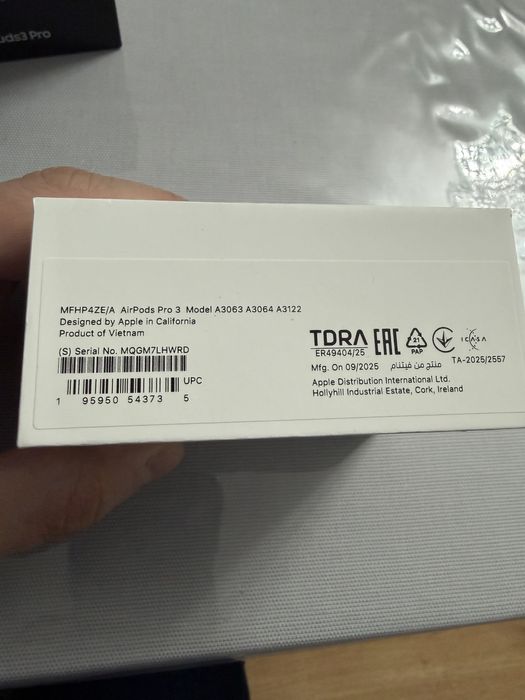 uds3 Pro
MFHP4ZE/A AirPods Pro 3 Model A3063 A3064 A3122
Designed by Apple in California
Product of Vietnam
(S) Serial No. MQGM7LHWRD
UPC
1 95950 54373 5
TDRA
ER49404/25
EAC
21
PAP
ICASA
TA-2025/2557
Mfg. On 09/2025 منتج من فيتنام
Apple Distribution International Ltd.
Hollyhill Industrial Estate, Cork, Ireland